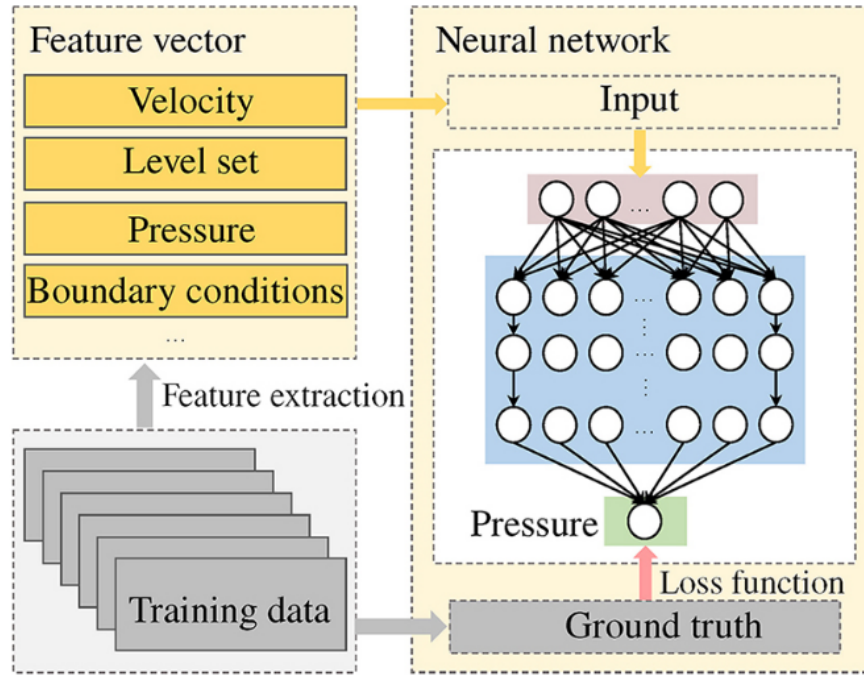 Feature vector
Velocity
Level set
Pressure
Boundary conditions
...
Feature extraction
Training data
Neural network
Input
...
...
...
...
...
...
Pressure
Loss function
Ground truth